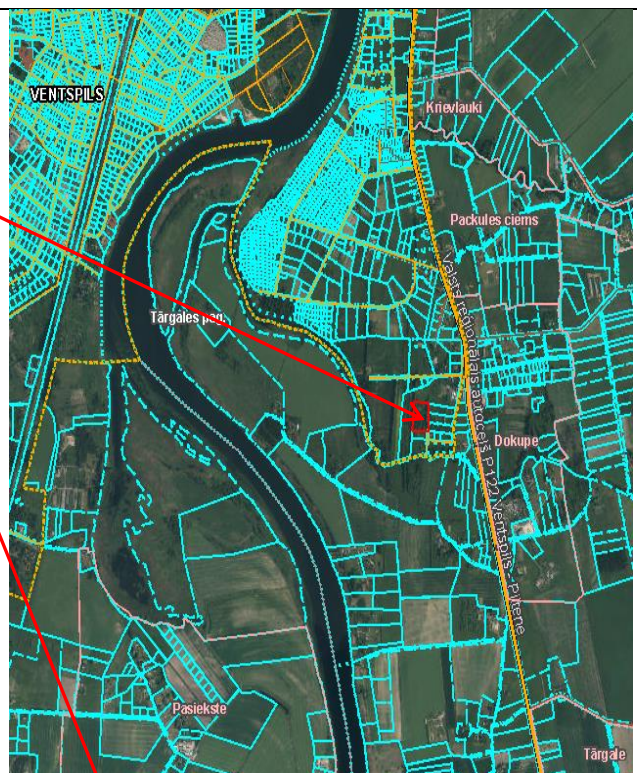 VENTSPILS
Krievlauki
Packules ciems
Tārgales pag.
Valsts reģionālais autoceļš P122 Ventspils - Piltene
Dokupe
Pasiekste
Tārgale